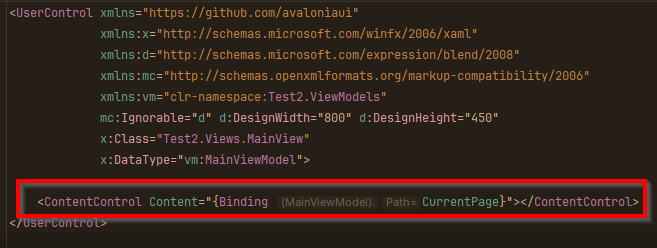 <UserControl xmlns="https://github.com/avaloniaui"
xmlns:x="http://schemas.microsoft.com/winfx/2006/xaml"
xmlns:d="http://schemas.microsoft.com/expression/blend/2008"
xmlns:mc="http://schemas.openxmlformats.org/markup-compatibility/2006"
xmlns:vm="clr-namespace:Test2.ViewModels"
mc:Ignorable="d" d:DesignWidth="800" d:DesignHeight="450"
x:Class="Test2.Views.MainView"
x:DataType="vm:MainViewModel">
<ContentControl Content="{Binding (MainViewModel). Path= CurrentPage}"></ContentControl>
</UserControl>